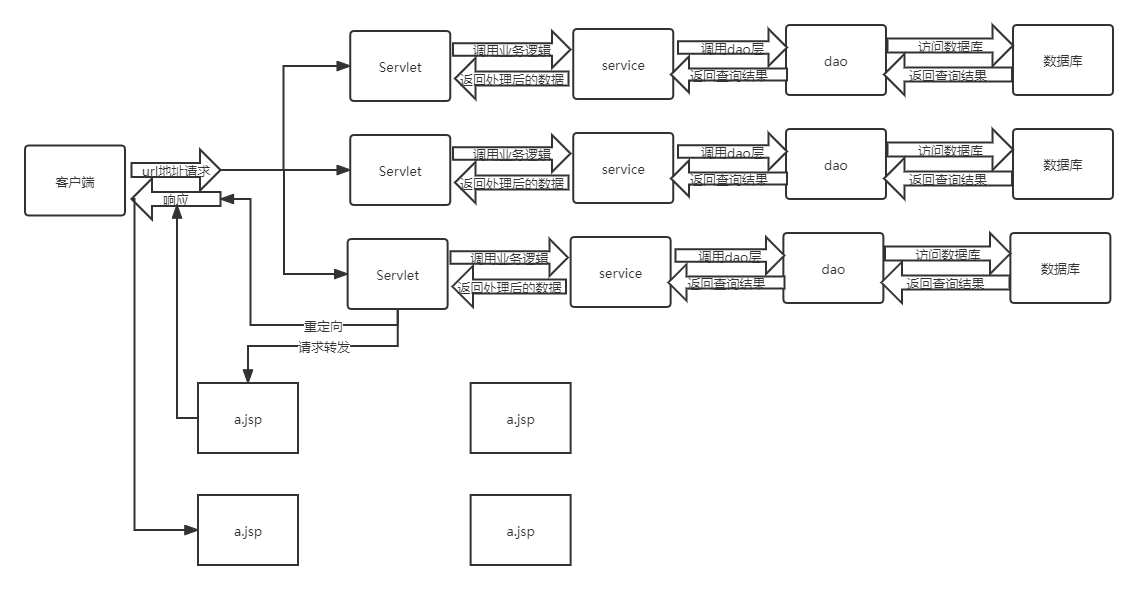 Servlet
调用业务逻辑
返回处理后的数据
service
调用dao层
返回查询结果
dao
访问数据库
返回查询结果
数据库
客户端
url地址请求
响应
Servlet
调用业务逻辑
返回处理后的数据
service
调用dao层
返回查询结果
dao
访问数据库
返回查询结果
数据库
Servlet
调用业务逻辑
返回处理后的数据
service
调用dao层
返回查询结果
dao
访问数据库
返回查询结果
数据库
重定向
请求转发
a.jsp
a.jsp
a.jsp
a.jsp